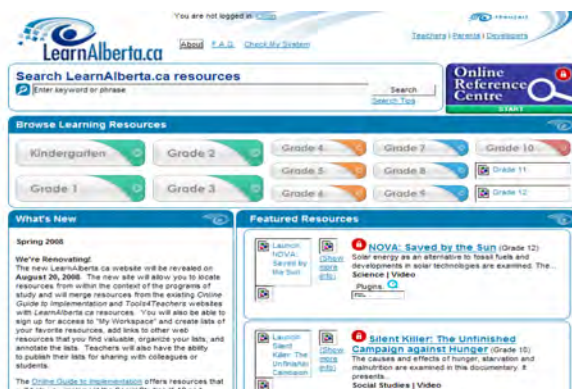 You are not logged in. Login
LearnAlberta.ca
About F.A.Q. Check My System
Teachers | Parents | Developers
Search LearnAlberta.ca resources
Enter keyword or phrase
Search
Search Tips
Online
Reference
Centre
START
Browse Learning Resources
Kindergarten
Grade 2
Grade 4
Grade 7
Grade 10
Grade 5
Grade 8
Grade 11
Grade 1
Grade 3
Grade 6
Grade 9
Grade 12
What's New
Spring 2008
We're Renovating!
The new LearnAlberta.ca website will be revealed on
August 20, 2008. The new site will allow you to locate
resources from within the context of the programs of
study and will merge resources from the existing Online
Guide to Implementation and Tools4Teachers websites
with LearnAlberta.ca resources. You will also be able to
sign up for access to "My Workspace" and create lists of
your favorite resources, add links to other web
resources that you find valuable, organize your lists, and
annotate the lists. Teachers will also have the ability
to publish their lists for sharing with colleagues or
students.
The Online Guide to Implementation offers resources that
Featured Resources
Launch
NOVA:
Saved by
the Sun
(Show
more
info)
NOVA: Saved by the Sun (Grade 12)
Solar energy as an alternative to fossil fuels and
developments in solar technologies are examined. The...
Science | Video
Plugins.
Launch
Silent
Killer: The
Unfinished
Campaign
(Show
more
info)
Silent Killer: The Unfinished
Campaign against Hunger (Grade 10)
The causes and effects of hunger, starvation and
malnutrition are examined in this documentary. It
presents...
Social Studies | Video